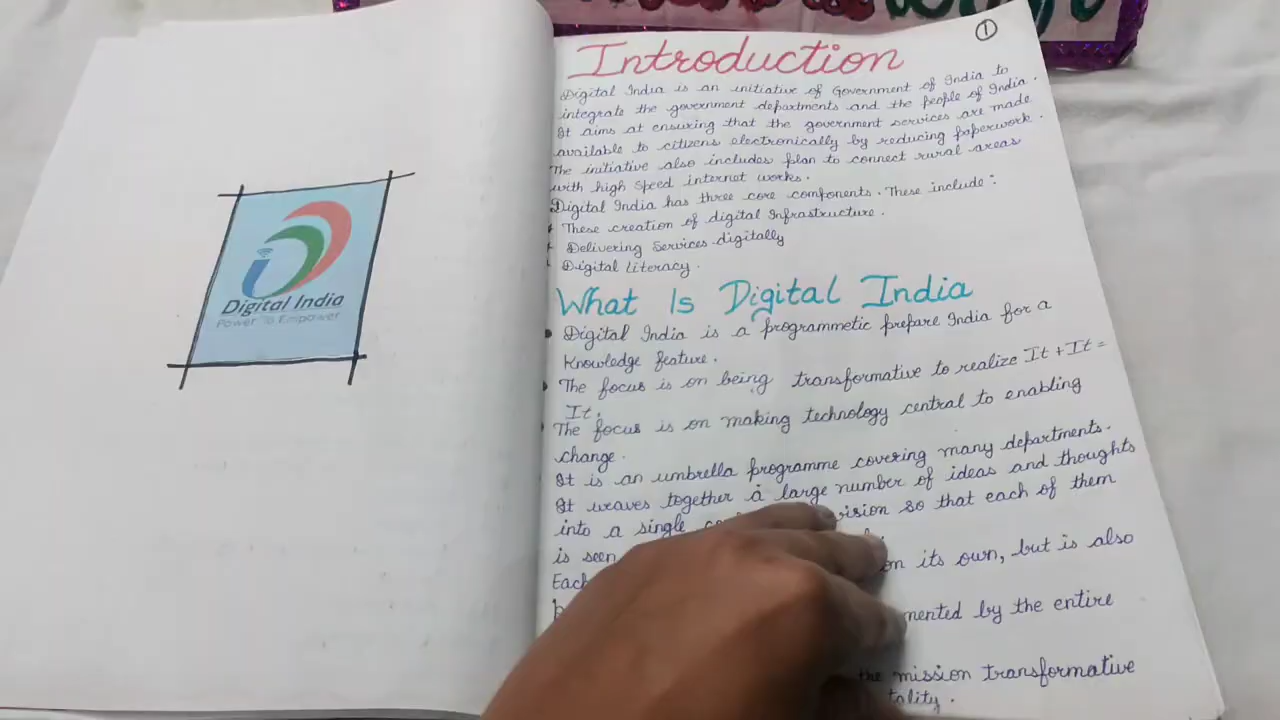 Digital India
Power To Empower
1
Introduction
Digital India is an initiative of Government of India to
integrate the government departments and the people of India.
It aims at ensuring that the government services are made
available to citizens electronically by reducing paperwork.
The initiative also includes plan to connect rural areas
with high speed internet works.
Digital India has three core components. These include:
These creation of digital Infrastructure.
Delivering Services digitally
Digital Literacy.
What Is Digital India
Digital India is a programmetic prefare India for a
Knowledge feature.
The focus is on being transformative to realize It + It =
It.
The focus is on making technology central to enabling
change.
It is an umbrella programme covering many departments.
It weaves together a large number of ideas and thoughts
into a single vision so that each of them
is seen
Each on its own, but is also
by the entire
the mission transformative